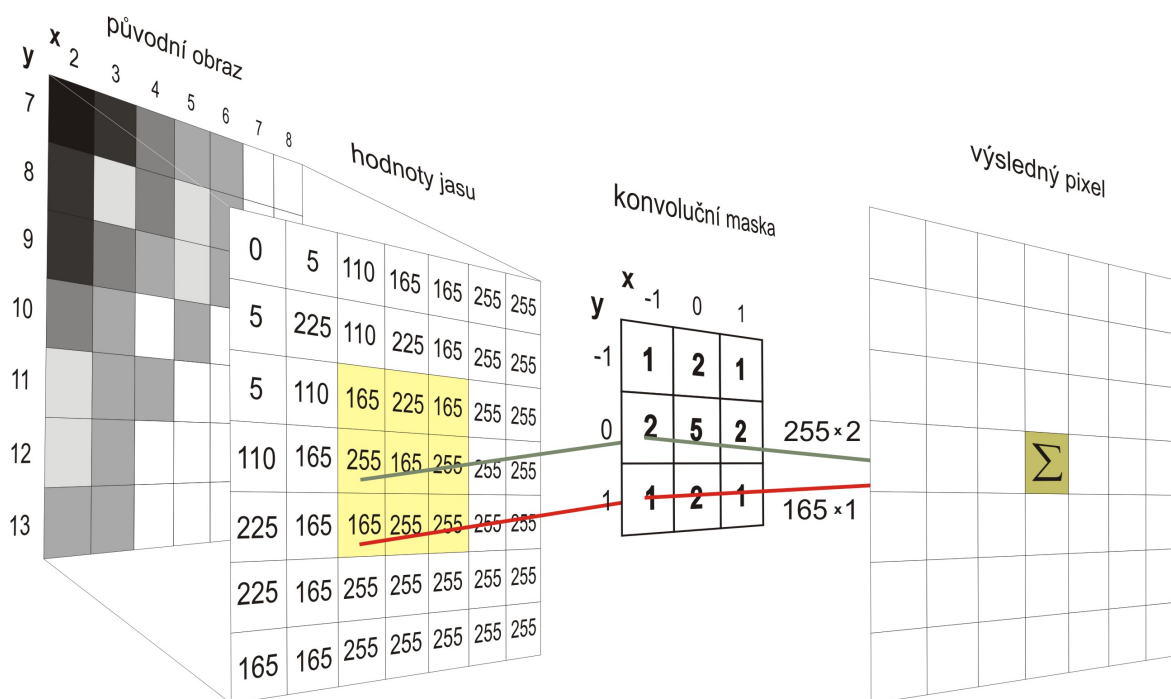 původní obraz
x 2 3 4 5 6 7 8
y
7
8
9
10
11
12
13
hodnoty jasu
0 5 110 165 165 255 255
5 225 110 225 165 255 255
5 110 165 225 165 255 255
110 165 255 165 255 255 255
225 165 165 255 255 255 255
225 165 255 255 255 255 255
165 165 255 255 255 255 255
konvoluční maska
x -1 0 1
y
-1 1 2 1
0 2 5 2
1 1 2 1
255×2
165×1
výsledný pixel
Σ